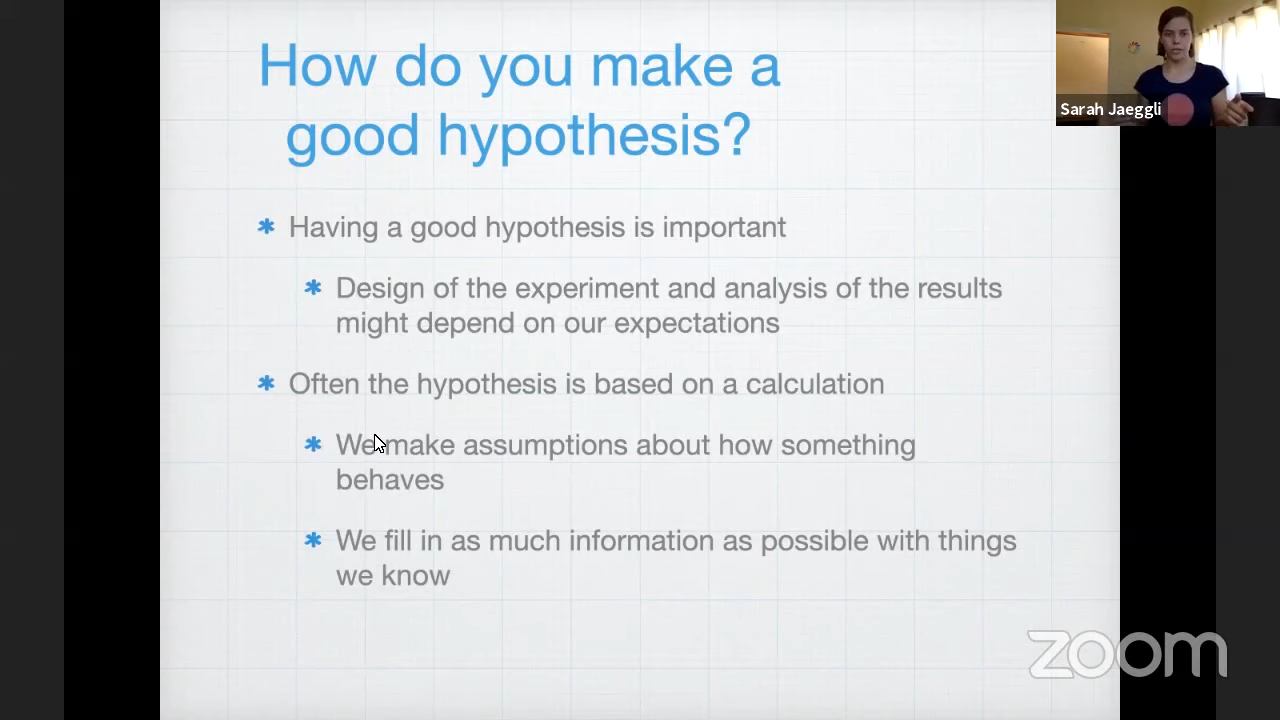 How do you make a
good hypothesis?
Sarah Jaeggli
* Having a good hypothesis is important
* Design of the experiment and analysis of the results
might depend on our expectations
* Often the hypothesis is based on a calculation
* We make assumptions about how something
behaves
* We fill in as much information as possible with things
we know
zoom